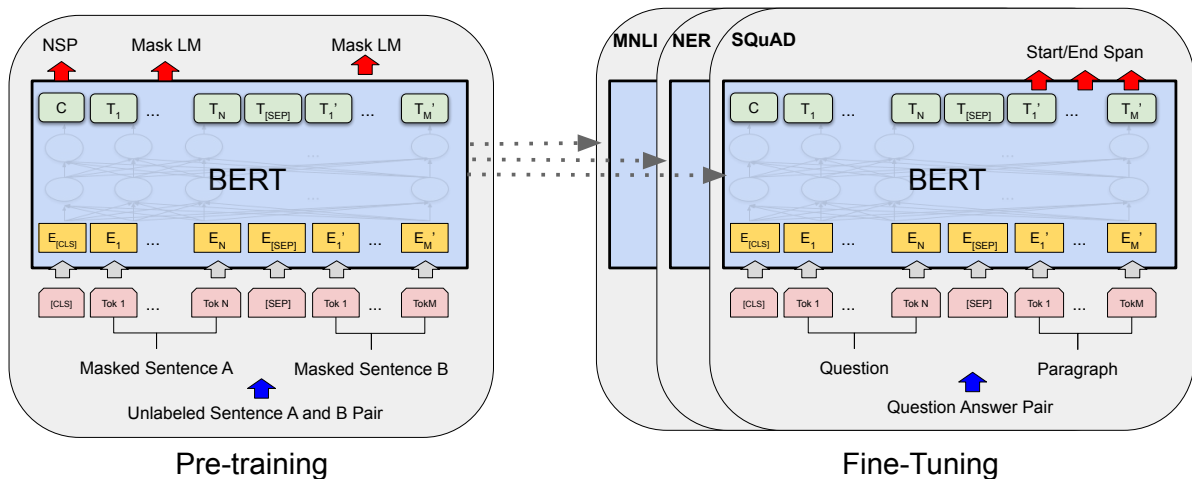 NSP Mask LM Mask LM
C T1 ... TN T[SEP] T1' ... TM'
...
BERT
...
E[CLS] E1 ... EN E[SEP] E1' ... EM'
[CLS] Tok 1 ... Tok N [SEP] Tok 1 ... TokM
Masked Sentence A Masked Sentence B
Unlabeled Sentence A and B Pair
Pre-training
MNLI NER SQuAD
Start/End Span
C T1 ... TN T[SEP] T1' ... TM'
...
BERT
...
E[CLS] E1 ... EN E[SEP] E1' ... EM'
[CLS] Tok 1 ... Tok N [SEP] Tok 1 ... TokM
Question Paragraph
Question Answer Pair
Fine-Tuning